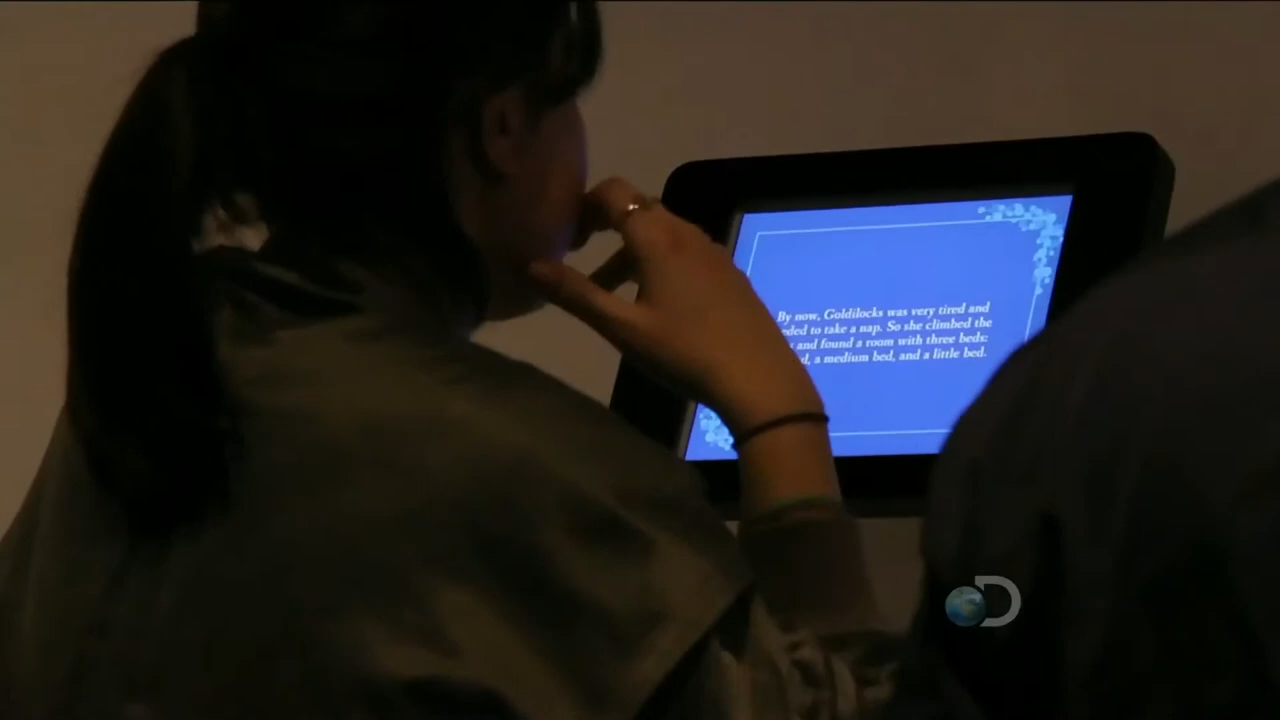 By now, Goldilocks was very tired and
eded to take a nap. So she climbed the
and found a room with three beds:
d, a medium bed, and a little bed.